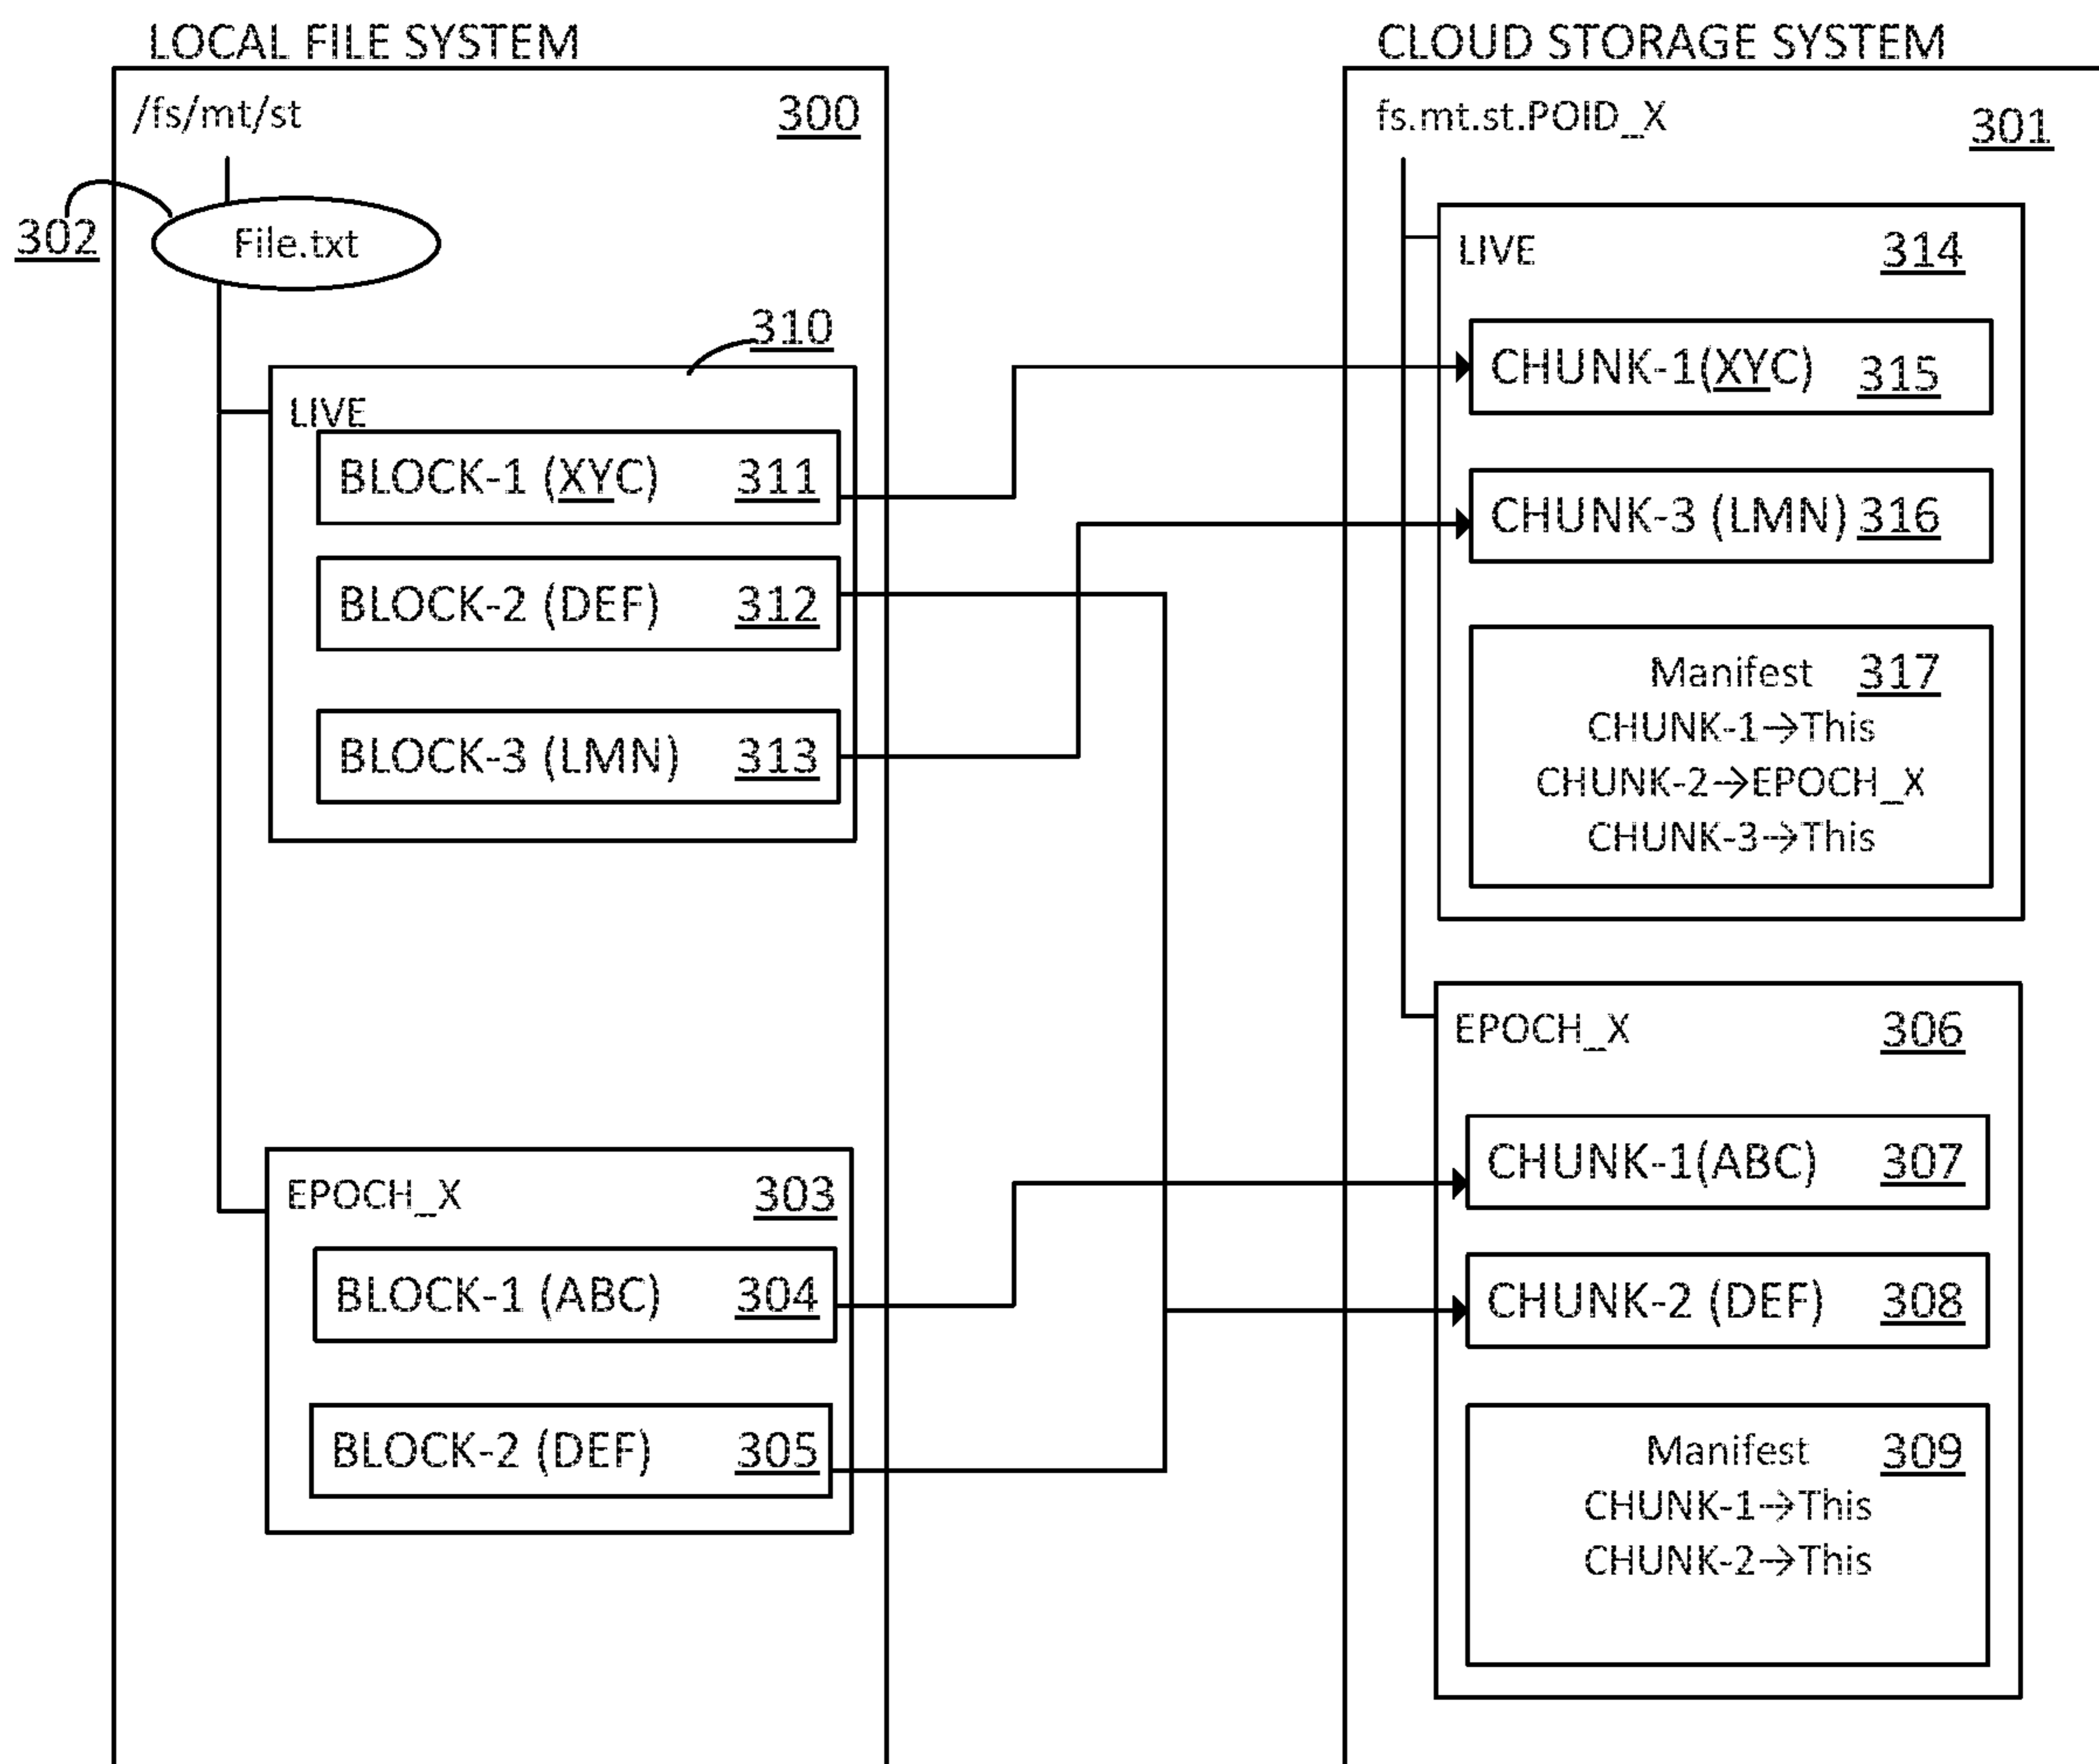 LOCAL FILE SYSTEM
/fs/mt/st
300
302
File.txt
310
LIVE
BLOCK-1 (XYC) 311
BLOCK-2 (DEF) 312
BLOCK-3 (LMN) 313
EPOCH_X 303
BLOCK-1 (ABC) 304
BLOCK-2 (DEF) 305
CLOUD STORAGE SYSTEM
fs.mt.st.POID_X
301
LIVE 314
CHUNK-1(XYC) 315
CHUNK-3 (LMN) 316
Manifest 317
CHUNK-1→This
CHUNK-2→EPOCH_X
CHUNK-3→This
EPOCH_X 306
CHUNK-1(ABC) 307
CHUNK-2 (DEF) 308
Manifest 309
CHUNK-1→This
CHUNK-2→This